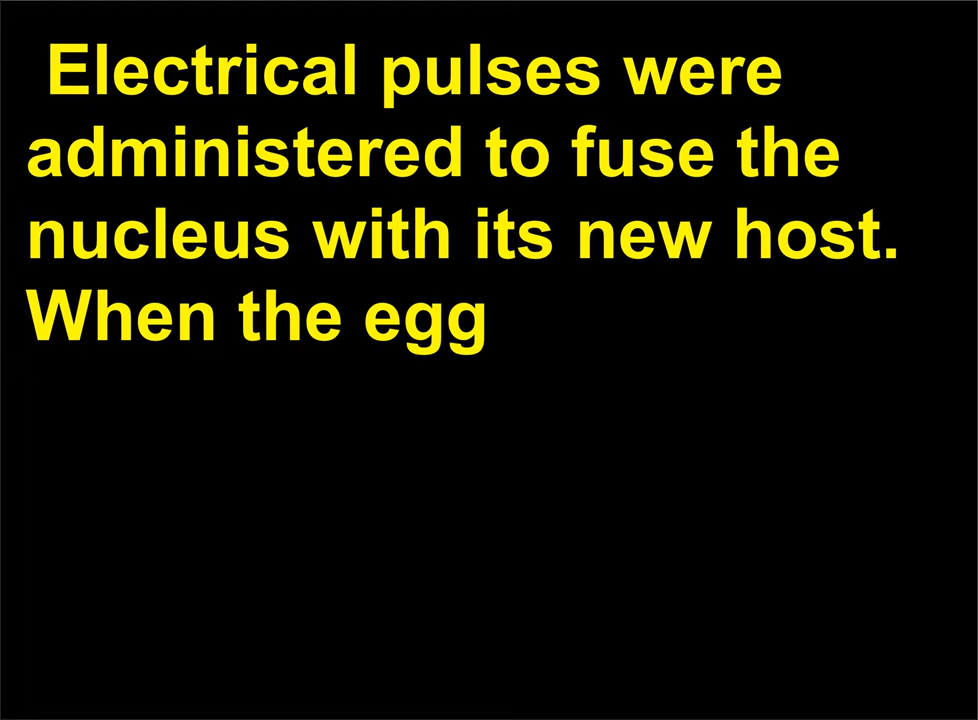 Electrical pulses were
administered to fuse the
nucleus with its new host.
When the egg